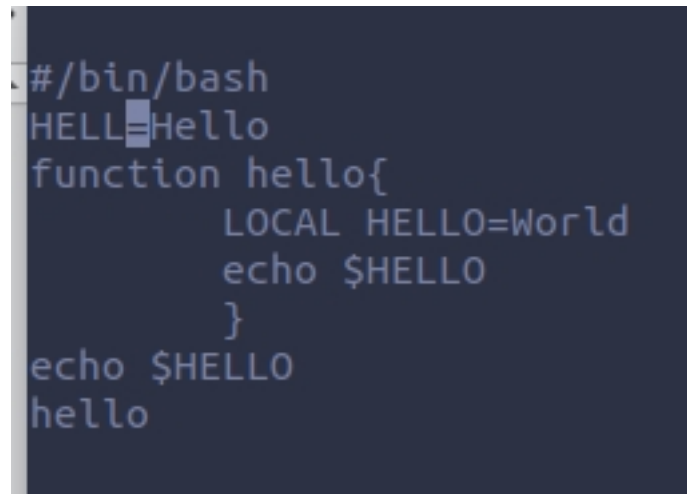 #/bin/bash
HELL=Hello
function hello{
        LOCAL HELLO=World
        echo $HELLO
        }
echo $HELLO
hello